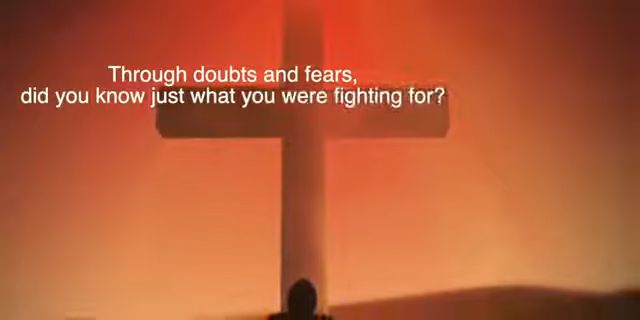 Through doubts and fears,
did you know just what you were fighting for?